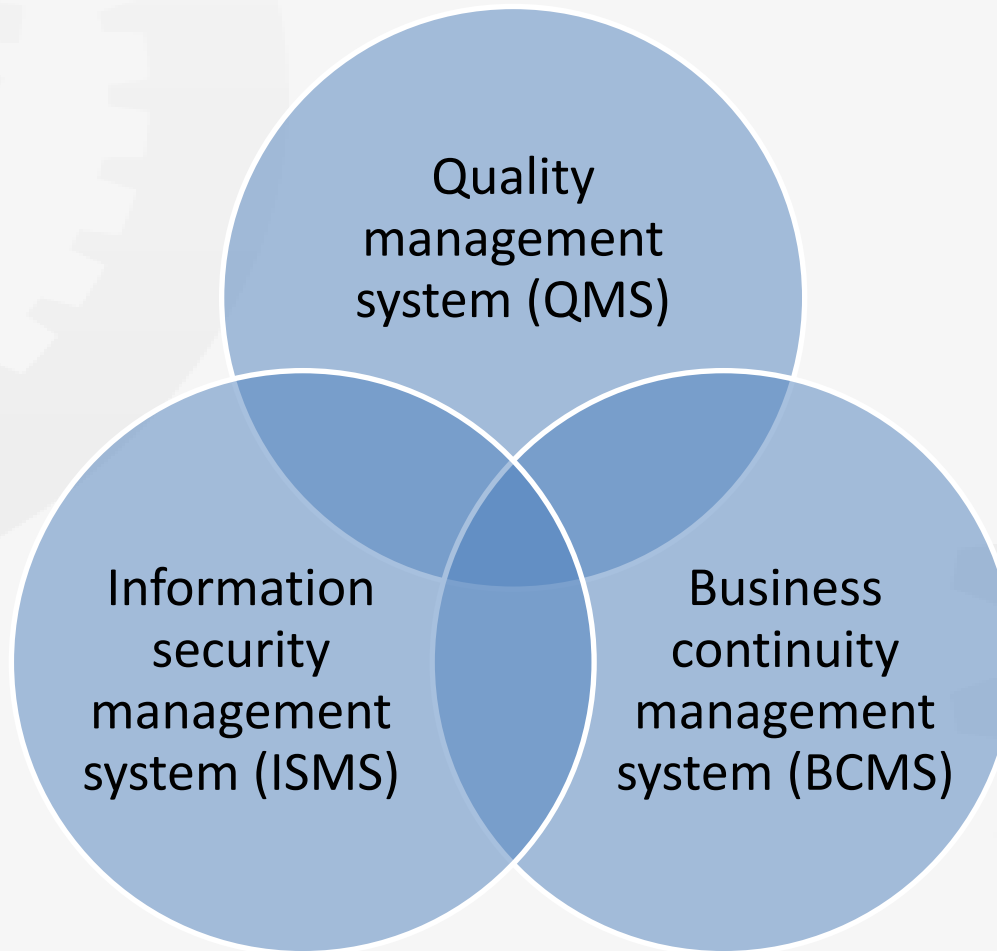 Quality
management
system (QMS)
Information
security
management
system (ISMS)
Business
continuity
management
system (BCMS)